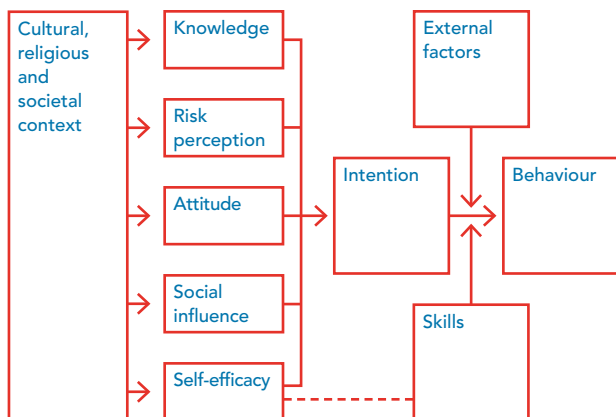 Cultural,
religious
and
societal
context
Knowledge
Risk
perception
Attitude
Social
influence
Self-efficacy
Intention
External
factors
Behaviour
Skills